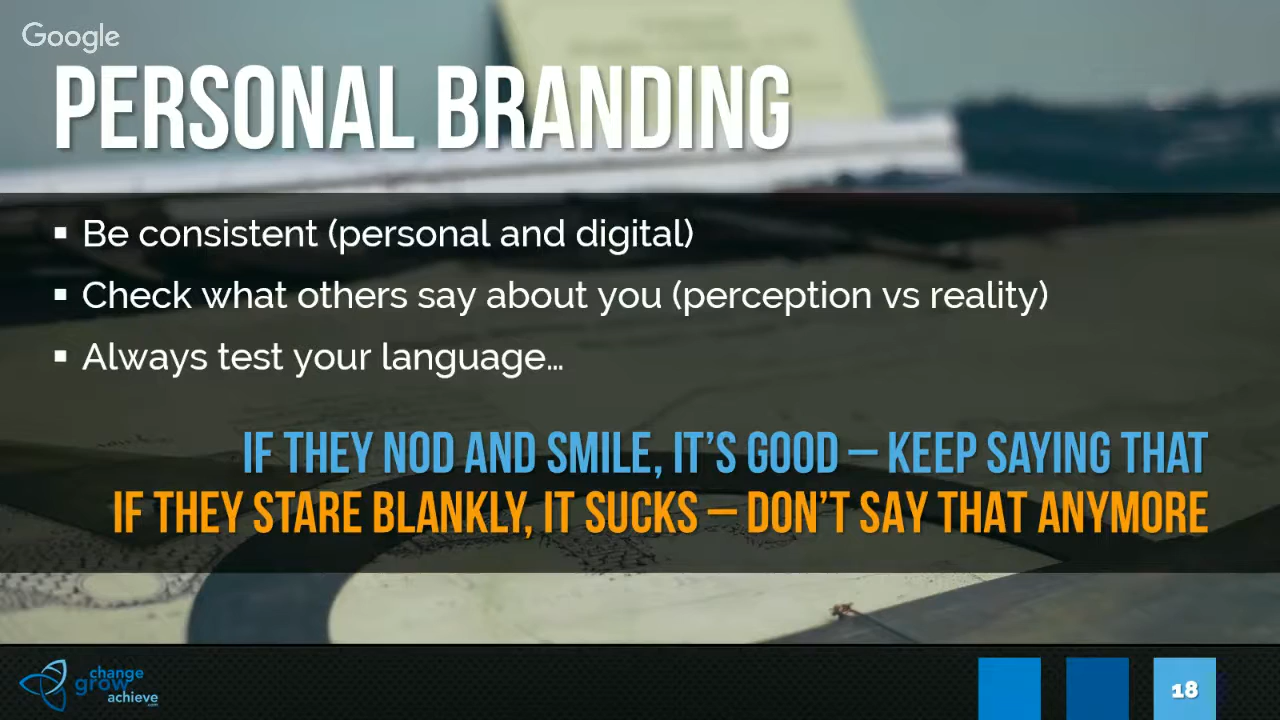 Google
PERSONAL BRANDING
▪ Be consistent (personal and digital)
▪ Check what others say about you (perception vs reality)
▪ Always test your language…
IF THEY NOD AND SMILE, IT'S GOOD – KEEP SAYING THAT
IF THEY STARE BLANKLY, IT SUCKS – DON'T SAY THAT ANYMORE
change
grow
achieve
.com
18